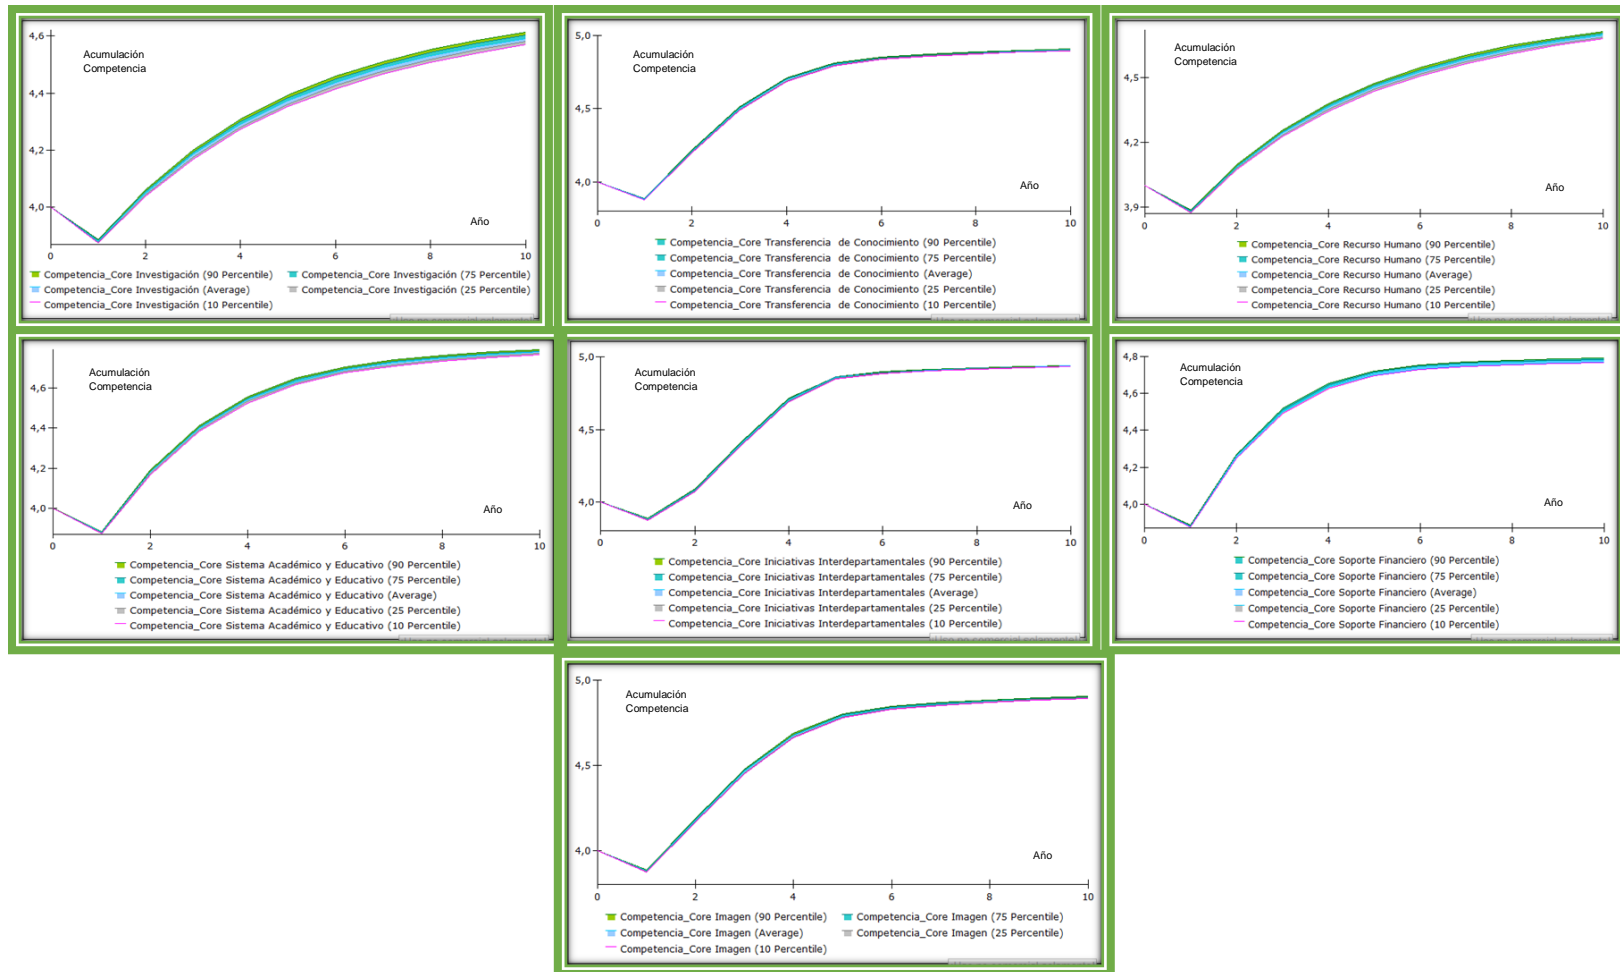 4,6
4,4
4,2
4,0
Acumulación
Competencia
Año
0 2 4 6 8 10
Competencia_Core Investigación (90 Percentile) Competencia_Core Investigación (75 Percentile)
Competencia_Core Investigación (Average) Competencia_Core Investigación (25 Percentile)
Competencia_Core Investigación (10 Percentile)
5,0
4,5
4,0
Acumulación
Competencia
Año
0 2 4 6 8 10
Competencia_Core Transferencia de Conocimiento (90 Percentile)
Competencia_Core Transferencia de Conocimiento (75 Percentile)
Competencia_Core Transferencia de Conocimiento (Average)
Competencia_Core Transferencia de Conocimiento (25 Percentile)
Competencia_Core Transferencia de Conocimiento (10 Percentile)
4,5
4,2
3,9
Acumulación
Competencia
Año
0 2 4 6 8 10
Competencia_Core Recurso Humano (90 Percentile)
Competencia_Core Recurso Humano (75 Percentile)
Competencia_Core Recurso Humano (Average)
Competencia_Core Recurso Humano (25 Percentile)
Competencia_Core Recurso Humano (10 Percentile)
4,6
4,2
4,0
Acumulación
Competencia
Año
0 2 4 6 8 10
Competencia_Core Sistema Académico y Educativo (90 Percentile)
Competencia_Core Sistema Académico y Educativo (75 Percentile)
Competencia_Core Sistema Académico y Educativo (Average)
Competencia_Core Sistema Académico y Educativo (25 Percentile)
Competencia_Core Sistema Académico y Educativo (10 Percentile)
5,0
4,5
4,0
Acumulación
Competencia
Año
0 2 4 6 8 10
Competencia_Core Iniciativas Interdepartamentales (90 Percentile)
Competencia_Core Iniciativas Interdepartamentales (75 Percentile)
Competencia_Core Iniciativas Interdepartamentales (Average)
Competencia_Core Iniciativas Interdepartamentales (25 Percentile)
Competencia_Core Iniciativas Interdepartamentales (10 Percentile)
4,8
4,6
4,4
4,2
4,0
Acumulación
Competencia
Año
0 2 4 6 8 10
Competencia_Core Soporte Financiero (90 Percentile)
Competencia_Core Soporte Financiero (75 Percentile)
Competencia_Core Soporte Financiero (Average)
Competencia_Core Soporte Financiero (25 Percentile)
Competencia_Core Soporte Financiero (10 Percentile)
5,0
4,5
4,0
Acumulación
Competencia
Año
0 2 4 6 8 10
Competencia_Core Imagen (90 Percentile) Competencia_Core Imagen (75 Percentile)
Competencia_Core Imagen (Average) Competencia_Core Imagen (25 Percentile)
Competencia_Core Imagen (10 Percentile)